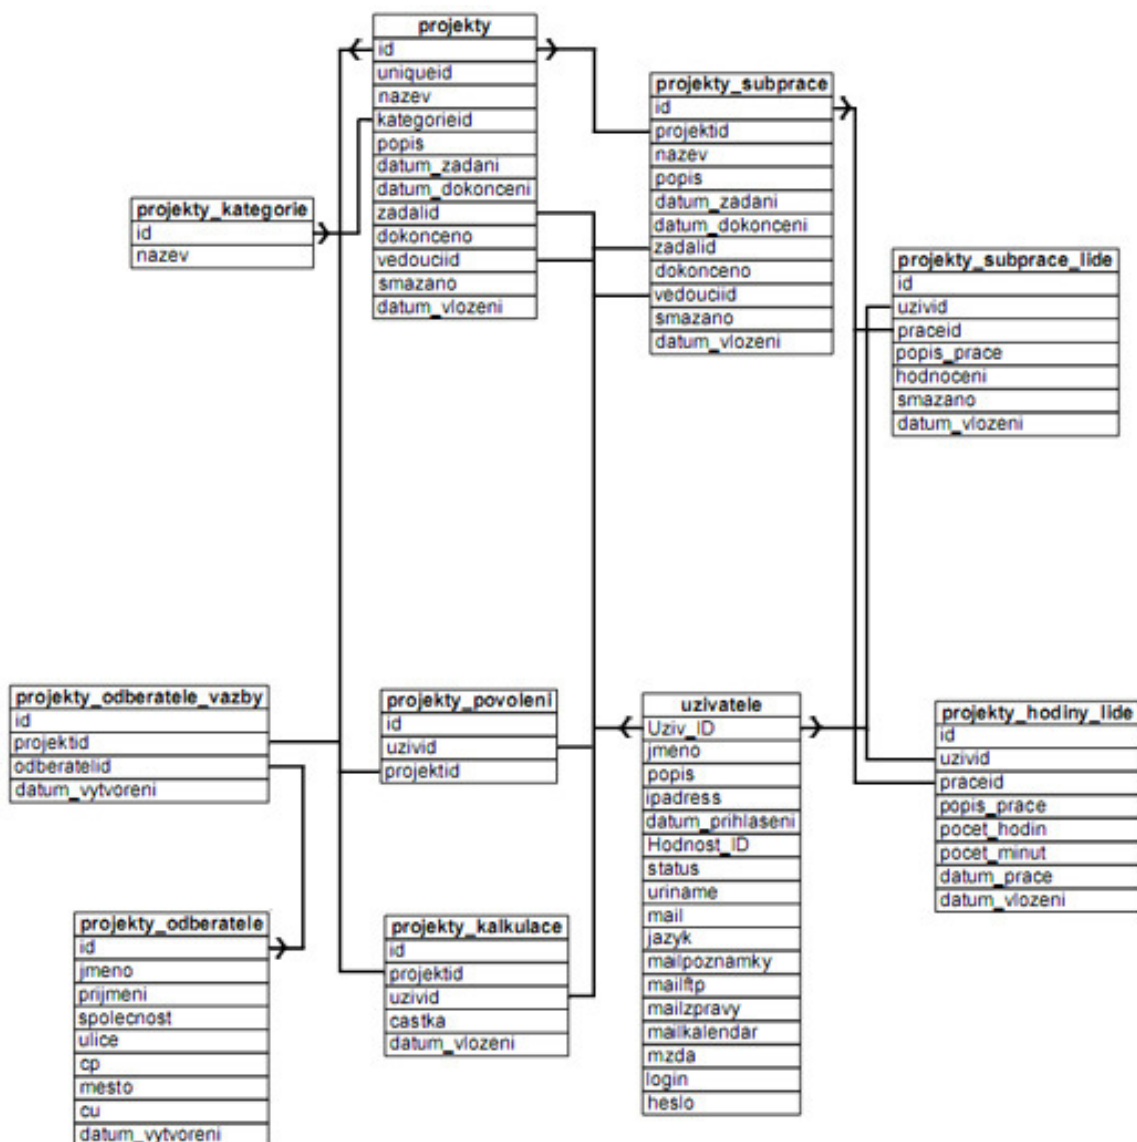 projekty
id
uniqueid
nazev
kategorieid
popis
datum_zadani
datum_dokonceni
zadalid
dokonceno
vedouciid
smazano
datum_vlozeni
projekty_subprace
id
projektid
nazev
popis
datum_zadani
datum_dokonceni
zadalid
dokonceno
vedouciid
smazano
datum_vlozeni
projekty_kategorie
id
nazev
projekty_subprace_lide
id
uzivid
praceid
popis_prace
hodnoceni
smazano
datum_vlozeni
projekty_odberatele_vazby
id
projektid
odberatelid
datum_vytvoreni
projekty_povoleni
id
uzivid
projektid
uzivatele
Uziv_ID
jmeno
popis
ipadress
datum_prihlaseni
Hodnost_ID
status
uriname
mail
jazyk
mailpoznamky
mailftp
mailzpravy
mailkalendar
mzda
login
heslo
projekty_hodiny_lide
id
uzivid
praceid
popis_prace
pocet_hodin
pocet_minut
datum_prace
datum_vlozeni
projekty_odberatele
id
jmeno
prijmeni
spolecnost
ulice
cp
mesto
cu
datum_vytvoreni
projekty_kalkulace
id
projektid
uzivid
castka
datum_vlozeni